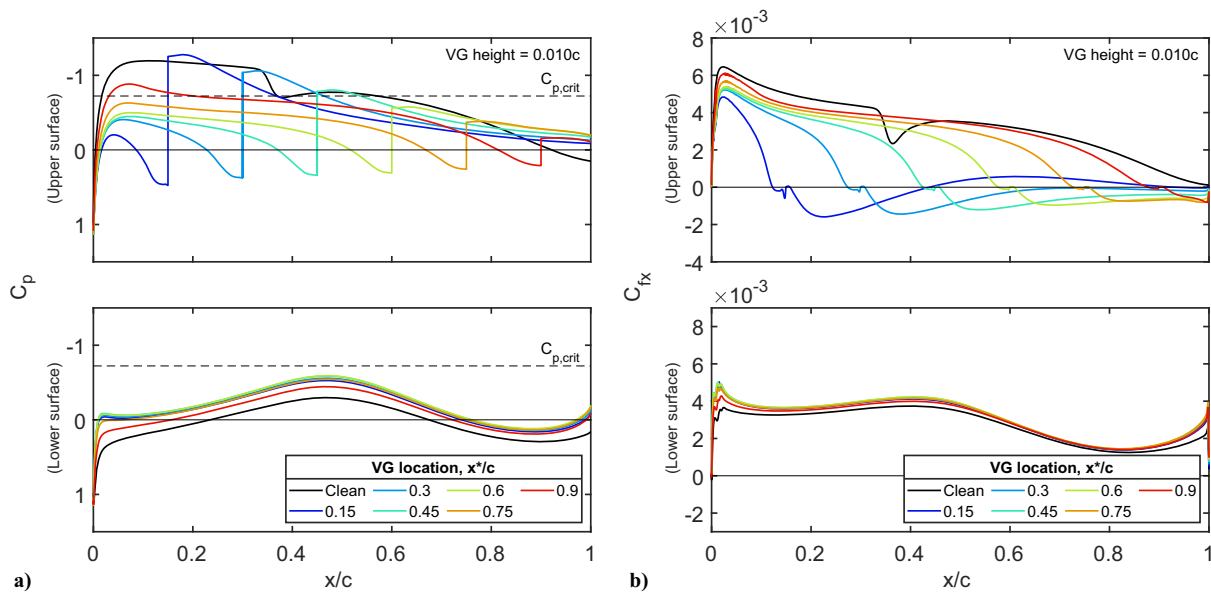 VG height = 0.010c
C_p,crit
-1
0
1
(Upper surface)
C_p
-1
0
1
(Lower surface)
C_p,crit
VG location, x*/c
Clean 0.3 0.6 0.9
0.15 0.45 0.75
0 0.2 0.4 0.6 0.8 1
x/c
a)
×10^-3
VG height = 0.010c
8
6
4
2
0
-2
-4
(Upper surface)
C_fx
×10^-3
8
6
4
2
0
-2
(Lower surface)
VG location, x*/c
Clean 0.3 0.6 0.9
0.15 0.45 0.75
0 0.2 0.4 0.6 0.8 1
x/c
b)